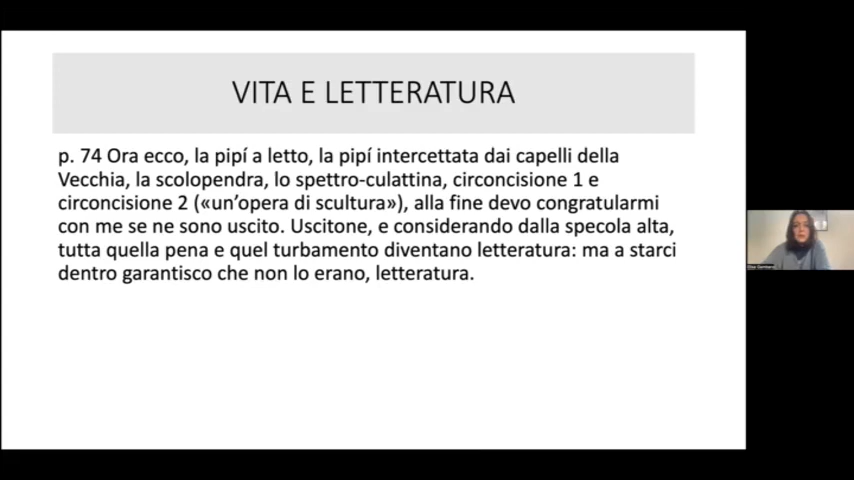 VITA E LETTERATURA
p. 74 Ora ecco, la pipí a letto, la pipí intercettata dai capelli della
Vecchia, la scolopendra, lo spettro-culattina, circoncisione 1 e
circoncisione 2 («un’opera di scultura»), alla fine devo congratularmi
con me se ne sono uscito. Uscitone, e considerando dalla specola alta,
tutta quella pena e quel turbamento diventano letteratura: ma a starci
dentro garantisco che non lo erano, letteratura.